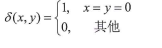 δ(x, y) = {1, x = y = 0
0, 其他